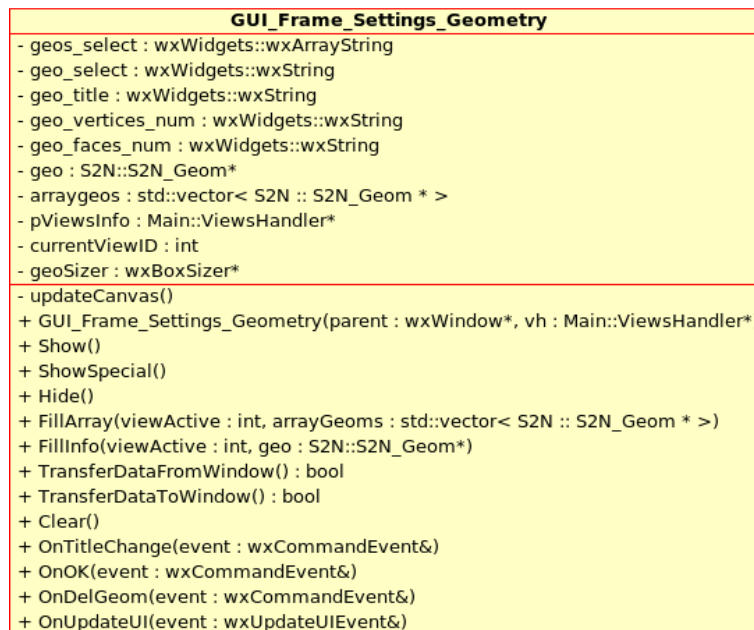 GUI_Frame_Settings_Geometry
- geos_select : wxWidgets::wxArrayString
- geo_select : wxWidgets::wxString
- geo_title : wxWidgets::wxString
- geo_vertices_num : wxWidgets::wxString
- geo_faces_num : wxWidgets::wxString
- geo : S2N::S2N_Geom*
- arraygeos : std::vector< S2N :: S2N_Geom * >
- pViewsInfo : Main::ViewsHandler*
- currentViewID : int
- geoSizer : wxBoxSizer*
- updateCanvas()
+ GUI_Frame_Settings_Geometry(parent : wxWindow*, vh : Main::ViewsHandler*
+ Show()
+ ShowSpecial()
+ Hide()
+ FillArray(viewActive : int, arrayGeoms : std::vector< S2N :: S2N_Geom * >)
+ FillInfo(viewActive : int, geo : S2N::S2N_Geom*)
+ TransferDataFromWindow() : bool
+ TransferDataToWindow() : bool
+ Clear()
+ OnTitleChange(event : wxCommandEvent&)
+ OnOK(event : wxCommandEvent&)
+ OnDelGeom(event : wxCommandEvent&)
+ OnUpdateUI(event : wxUpdateUIEvent&)